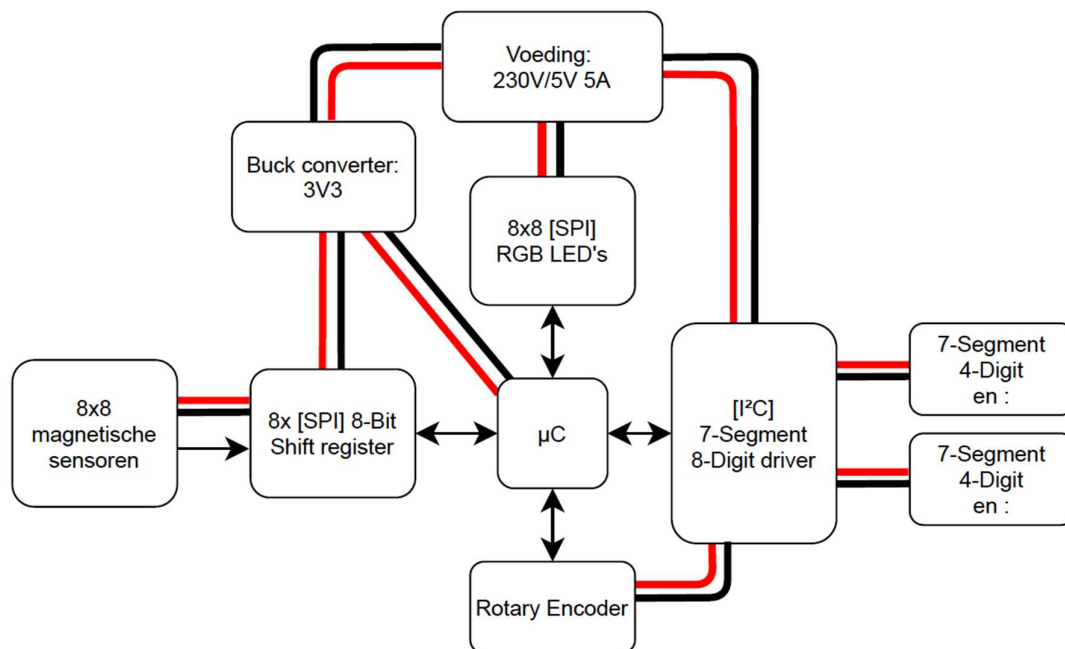 Voeding:
230V/5V 5A
Buck converter:
3V3
8x8 [SPI]
RGB LED's
8x8
magnetische
sensoren
8x [SPI] 8-Bit
Shift register
µC
[I²C]
7-Segment
8-Digit driver
7-Segment
4-Digit
en :
7-Segment
4-Digit
en :
Rotary Encoder